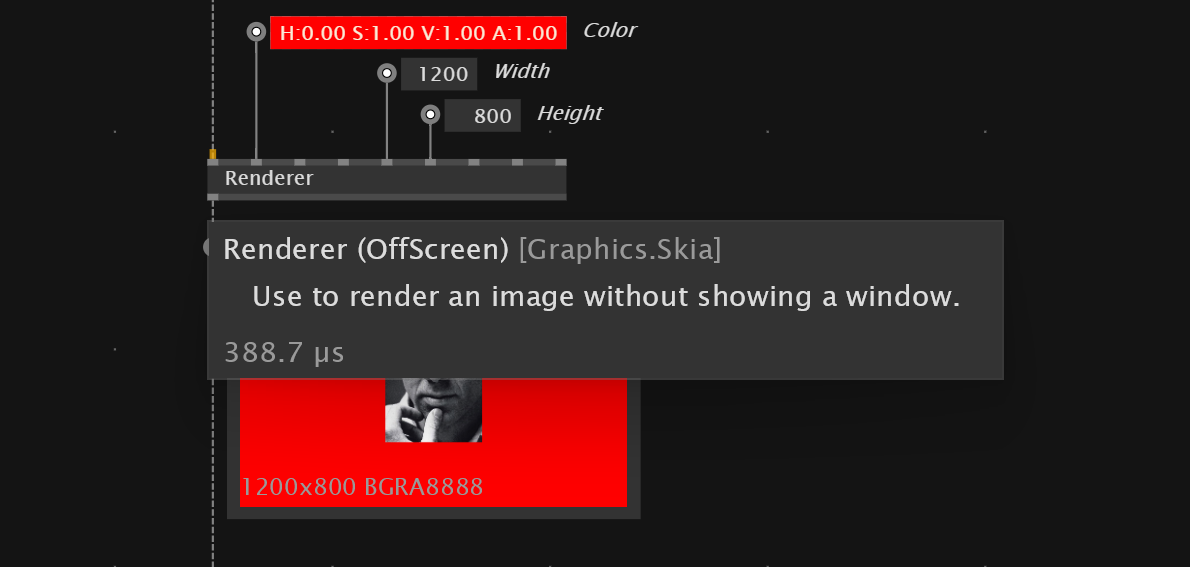 H:0.00 S:1.00 V:1.00 A:1.00 Color
1200 Width
800 Height
Renderer
Renderer (OffScreen) [Graphics.Skia]
Use to render an image without showing a window.
388.7 µs
1200x800 BGRA8888